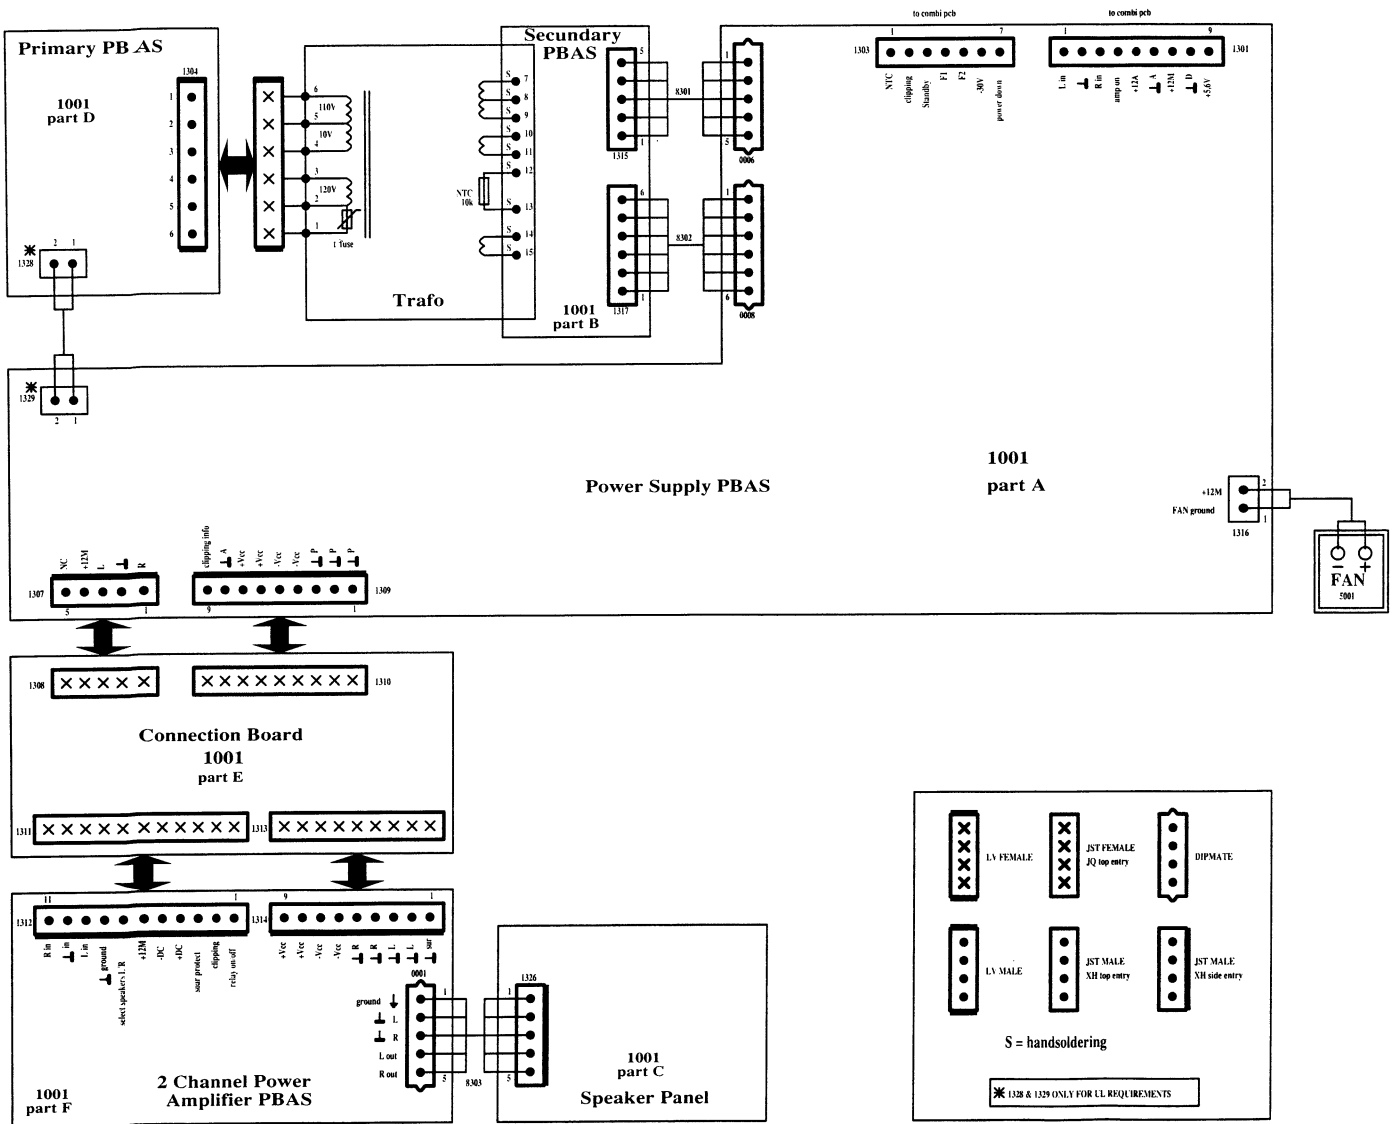 to combi pcb
to combi pcb
Primary PB AS
1001
part D
1304
1
2
3
4
5
6
2 1
1328
6
110V
5
10V
4
3
120V
2
1
1 fuse
Trafo
Secundary
PBAS
S 7
S 8
S 9
S 10
S 11
S 12
NTC
10k
S 13
S 14
S 15
5
1
1315
8301
1
5
0006
6
1
1317
8302
1
6
0008
1001
part B
1303
1
7
NTC
clipping
Standby
F1
F2
-30V
power down
1
9
1301
L in
R in
amp on
+12A
A
+12M
D
+5,6V
1329
2 1
Power Supply PBAS
1001
part A
+12M
FAN ground
2
1
1316
FAN
5001
NC
+12M
L
R
1307
5
1
clipping info
A
+Vcc
+Vcc
-Vcc
-Vcc
P
P
P
1309
9
1
1308
1310
Connection Board
1001
part E
1311
1313
11
1
1312
R in
in
L in
ground
select speakers L/R
+12M
-DC
+DC
soar protect
clipping
relay on/off
9
1
1314
+Vcc
+Vcc
-Vcc
-Vcc
R
R
L
L
sur
0001
ground
L
R
L out
R out
1
5
8303
1326
1
5
1001
part F
2 Channel Power
Amplifier PBAS
1001
part C
Speaker Panel
LV FEMALE
JST FEMALE
JQ top entry
DIPMATE
LV MALE
JST MALE
XH top entry
JST MALE
XH side entry
S = handsoldering
1328 & 1329 ONLY FOR UL REQUIREMENTS